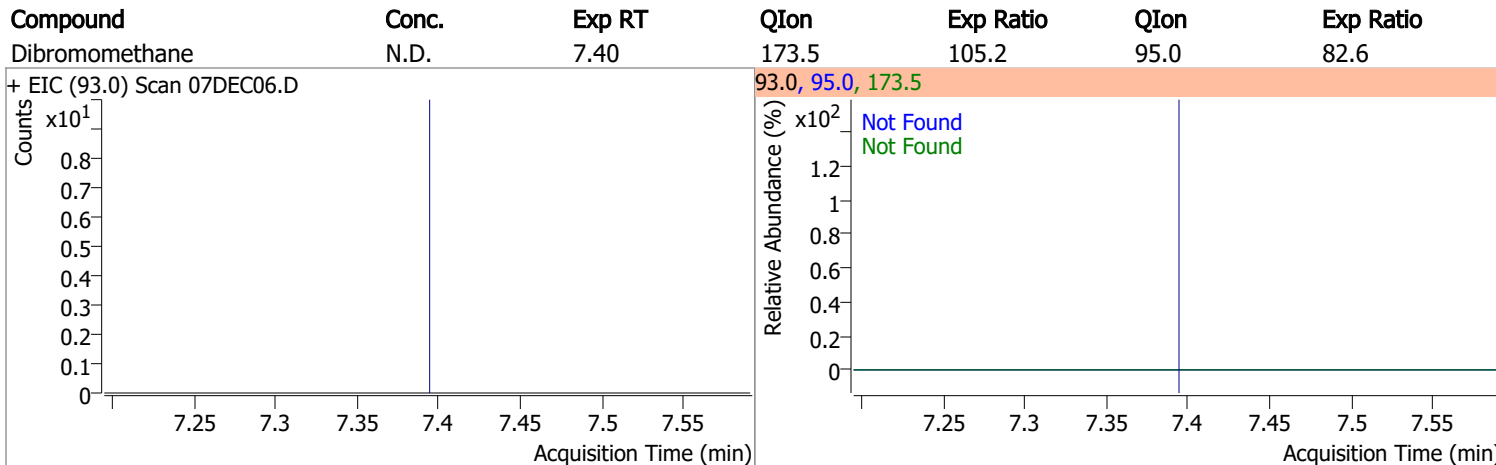 Compound Conc. Exp RT QIon Exp Ratio QIon Exp Ratio
Dibromomethane N.D. 7.40 173.5 105.2 95.0 82.6
+ EIC (93.0) Scan 07DEC06.D
Counts
x10¹
0.8
0.7
0.6
0.5
0.4
0.3
0.2
0.1
0
7.25 7.3 7.35 7.4 7.45 7.5 7.55
Acquisition Time (min)
93.0, 95.0, 173.5
Relative Abundance (%)
x10²
Not Found
Not Found
1.2
1
0.8
0.6
0.4
0.2
0
7.25 7.3 7.35 7.4 7.45 7.5 7.55
Acquisition Time (min)